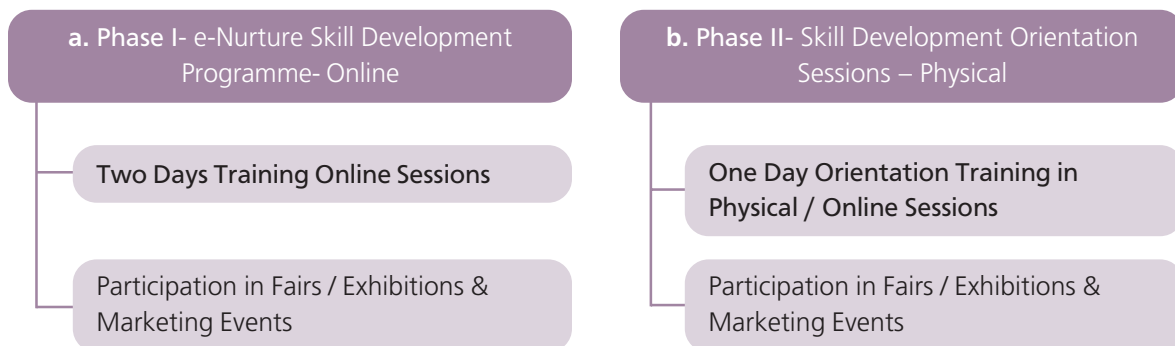 a. Phase I- e-Nurture Skill Development
Programme- Online
Two Days Training Online Sessions
Participation in Fairs / Exhibitions &
Marketing Events
b. Phase II- Skill Development Orientation
Sessions – Physical
One Day Orientation Training in
Physical / Online Sessions
Participation in Fairs / Exhibitions &
Marketing Events